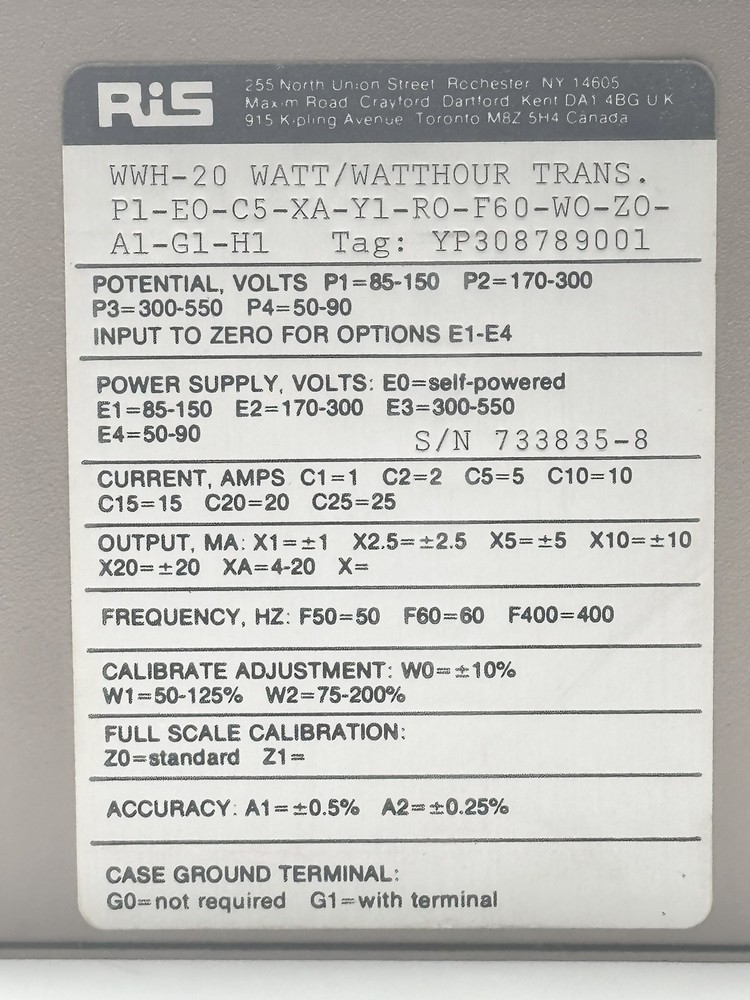 RiS
255 North Union Street Rochester NY 14605
Maxim Road Crayford Dartford Kent DA1 4BG U K
915 Kipling Avenue Toronto M8Z 5H4 Canada
WWH-20 WATT/WATTHOUR TRANS.
P1-E0-C5-XA-Y1-R0-F60-W0-Z0-
A1-G1-H1 Tag: YP308789001
POTENTIAL, VOLTS P1=85-150 P2=170-300
P3=300-550 P4=50-90
INPUT TO ZERO FOR OPTIONS E1-E4
POWER SUPPLY, VOLTS: E0=self-powered
E1=85-150 E2=170-300 E3=300-550
E4=50-90
S/N 733835-8
CURRENT, AMPS C1=1 C2=2 C5=5 C10=10
C15=15 C20=20 C25=25
OUTPUT, MA: X1=±1 X2.5=±2.5 X5=±5 X10=±10
X20=±20 XA=4-20 X=
FREQUENCY, HZ: F50=50 F60=60 F400=400
CALIBRATE ADJUSTMENT: W0=±10%
W1=50-125% W2=75-200%
FULL SCALE CALIBRATION:
Z0=standard Z1=
ACCURACY: A1=±0.5% A2=±0.25%
CASE GROUND TERMINAL:
G0=not required G1=with terminal